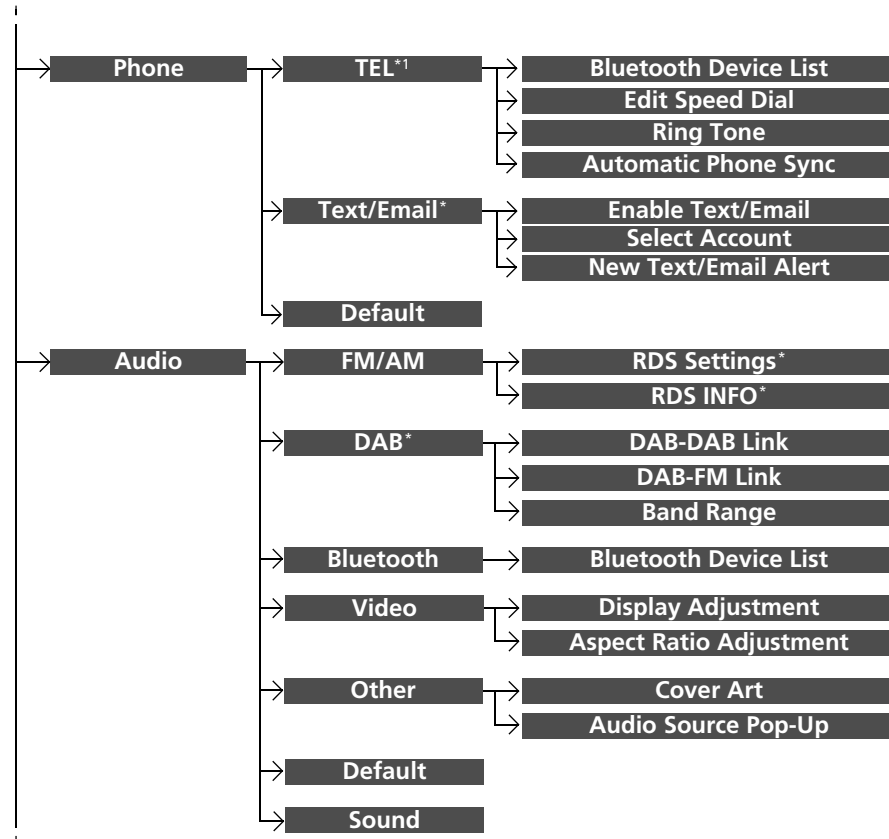 Phone
TEL*1
Bluetooth Device List
Edit Speed Dial
Ring Tone
Automatic Phone Sync
Text/Email*
Enable Text/Email
Select Account
New Text/Email Alert
Default
Audio
FM/AM
RDS Settings*
RDS INFO*
DAB*
DAB-DAB Link
DAB-FM Link
Band Range
Bluetooth
Bluetooth Device List
Video
Display Adjustment
Aspect Ratio Adjustment
Other
Cover Art
Audio Source Pop-Up
Default
Sound